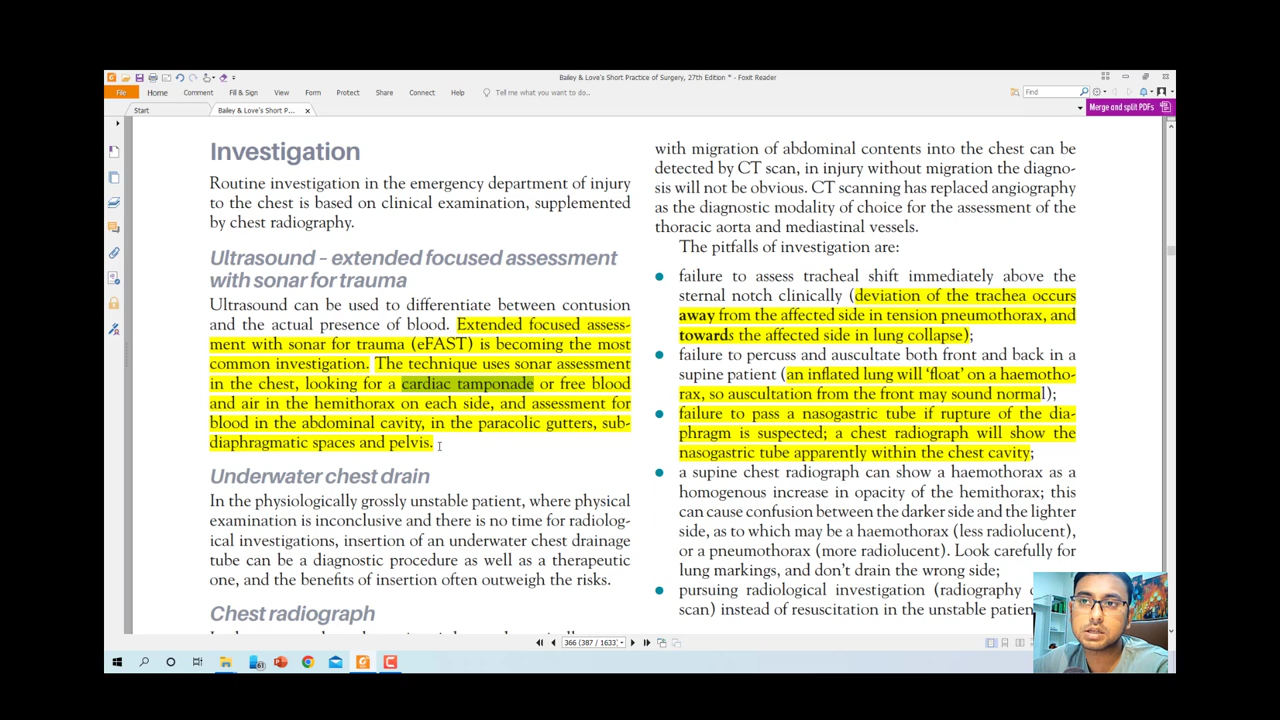 Bailey & Love's Short Practice of Surgery, 27th Edition * - Foxit Reader
File Home Comment Fill & Sign View Form Protect Share Connect Help Tell me what you want to do.. Find
Start Bailey & Love's Short P... Merge and split PDFs
Investigation
Routine investigation in the emergency department of injury
to the chest is based on clinical examination, supplemented
by chest radiography.
Ultrasound – extended focused assessment
with sonar for trauma
Ultrasound can be used to differentiate between contusion
and the actual presence of blood. Extended focused assess-
ment with sonar for trauma (eFAST) is becoming the most
common investigation. The technique uses sonar assessment
in the chest, looking for a cardiac tamponade or free blood
and air in the hemithorax on each side, and assessment for
blood in the abdominal cavity, in the paracolic gutters, sub-
diaphragmatic spaces and pelvis.
Underwater chest drain
In the physiologically grossly unstable patient, where physical
examination is inconclusive and there is no time for radiolog-
ical investigations, insertion of an underwater chest drainage
tube can be a diagnostic procedure as well as a therapeutic
one, and the benefits of insertion often outweigh the risks.
Chest radiograph
with migration of abdominal contents into the chest can be
detected by CT scan, in injury without migration the diagno-
sis will not be obvious. CT scanning has replaced angiography
as the diagnostic modality of choice for the assessment of the
thoracic aorta and mediastinal vessels.
The pitfalls of investigation are:
failure to assess tracheal shift immediately above the
sternal notch clinically (deviation of the trachea occurs
away from the affected side in tension pneumothorax, and
towards the affected side in lung collapse);
failure to percuss and auscultate both front and back in a
supine patient (an inflated lung will 'float' on a haemotho-
rax, so auscultation from the front may sound normal);
failure to pass a nasogastric tube if rupture of the dia-
phragm is suspected; a chest radiograph will show the
nasogastric tube apparently within the chest cavity;
a supine chest radiograph can show a haemothorax as a
homogenous increase in opacity of the hemithorax; this
can cause confusion between the darker side and the lighter
side, as to which may be a haemothorax (less radiolucent),
or a pneumothorax (more radiolucent). Look carefully for
lung markings, and don't drain the wrong side;
pursuing radiological investigation (radiography
scan) instead of resuscitation in the unstable
366 (387 / 1633)
61